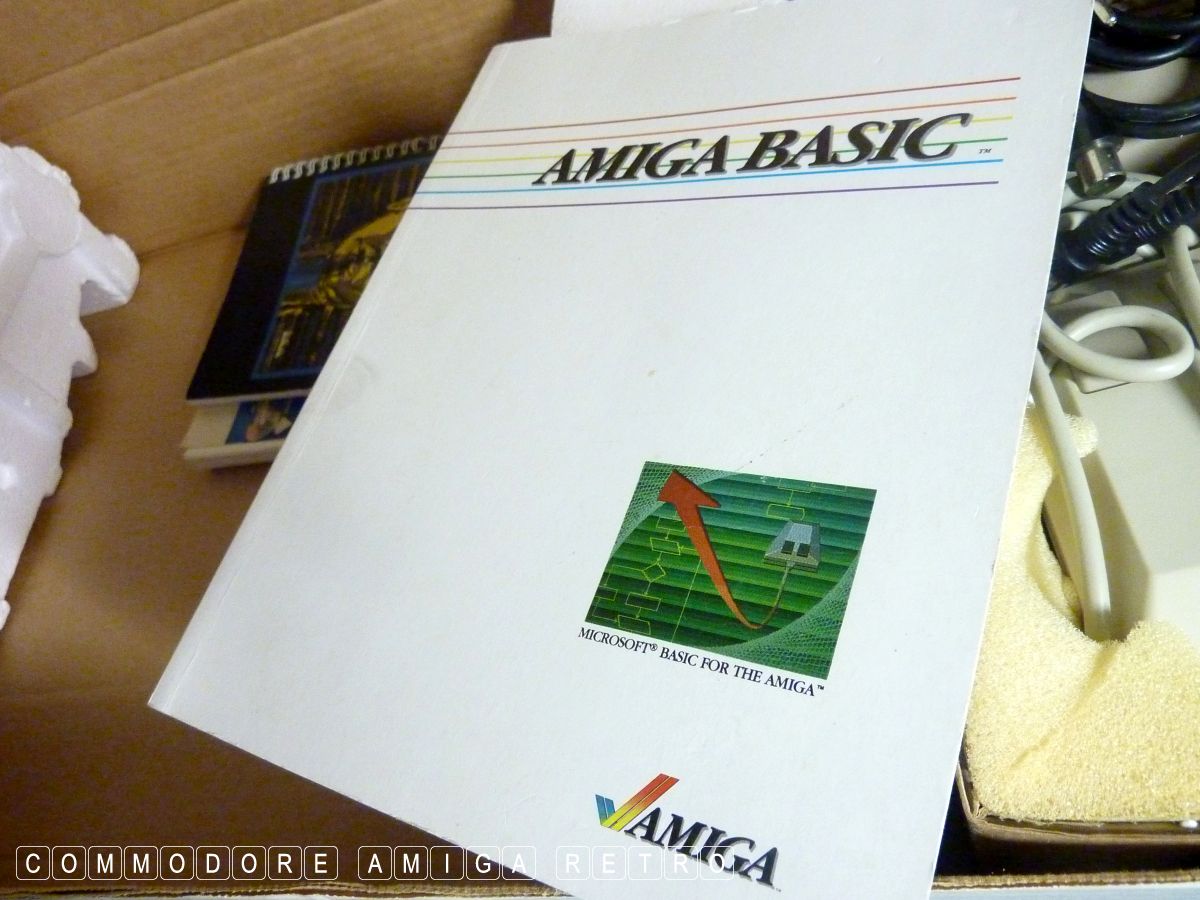 AMIGA BASIC ™
MICROSOFT® BASIC FOR THE AMIGA™
AMIGA
COMMODORE AMIGA RETRO